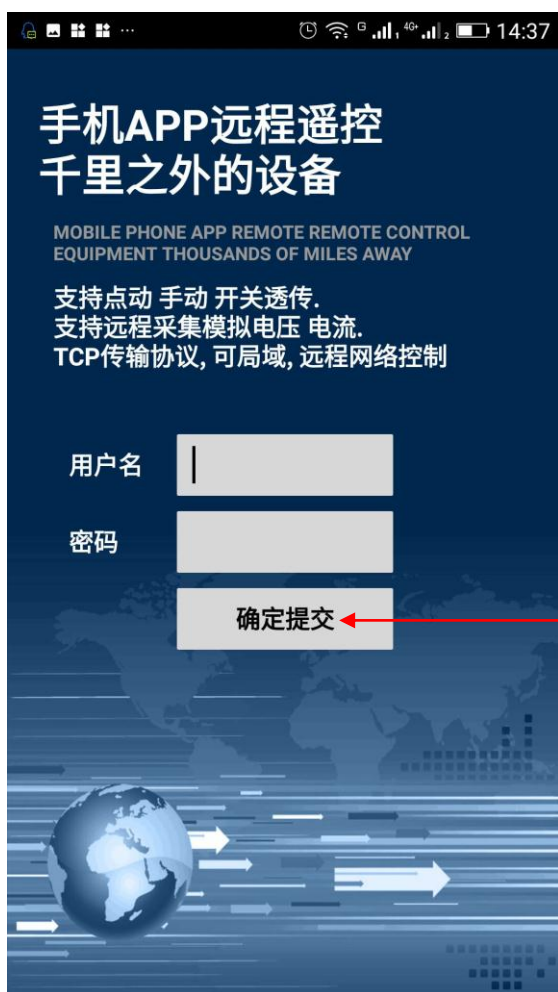 G 1 4G+ 2 14:37
手机APP远程遥控
千里之外的设备
MOBILE PHONE APP REMOTE REMOTE CONTROL
EQUIPMENT THOUSANDS OF MILES AWAY
支持点动 手动 开关透传.
支持远程采集模拟电压 电流.
TCP传输协议, 可局域, 远程网络控制
用户名
密码
确定提交